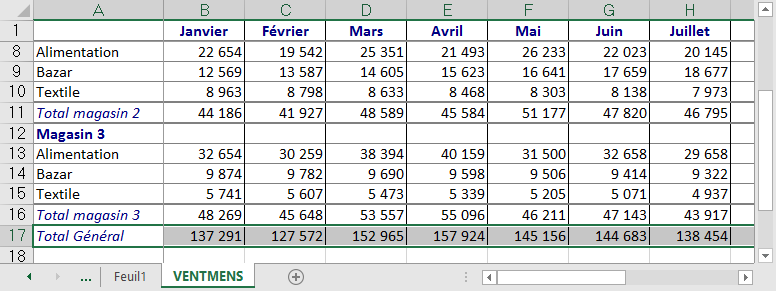 A B C D E F G H
1 Janvier Février Mars Avril Mai Juin Juillet
8 Alimentation 22 654 19 542 25 351 21 493 26 233 22 023 20 145
9 Bazar 12 569 13 587 14 605 15 623 16 641 17 659 18 677
10 Textile 8 963 8 798 8 633 8 468 8 303 8 138 7 973
11 Total magasin 2 44 186 41 927 48 589 45 584 51 177 47 820 46 795
12 Magasin 3
13 Alimentation 32 654 30 259 38 394 40 159 31 500 32 658 29 658
14 Bazar 9 874 9 782 9 690 9 598 9 506 9 414 9 322
15 Textile 5 741 5 607 5 473 5 339 5 205 5 071 4 937
16 Total magasin 3 48 269 45 648 53 557 55 096 46 211 47 143 43 917
17 Total Général 137 291 127 572 152 965 157 924 145 156 144 683 138 454
18
... Feuil1 VENTMENS